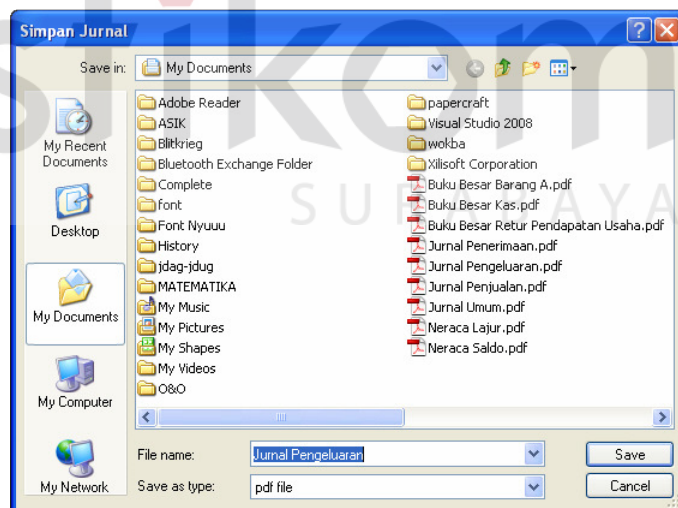 Simpan Jurnal
Save in:
My Documents
My Recent
Documents
Desktop
My Documents
My Computer
My Network
Adobe Reader
ASIK
Blitkrieg
Bluetooth Exchange Folder
Complete
font
Font Nyuuu
History
jdag-jdug
MATEMATIKA
My Music
My Pictures
My Shapes
My Videos
O&O
papercraft
Visual Studio 2008
wokba
Xilisoft Corporation
Buku Besar Barang A.pdf
Buku Besar Kas.pdf
Buku Besar Retur Pendapatan Usaha.pdf
Jurnal Penerimaan.pdf
Jurnal Pengeluaran.pdf
Jurnal Penjualan.pdf
Jurnal Umum.pdf
Neraca Lajur.pdf
Neraca Saldo.pdf
File name:
Jurnal Pengeluaran
Save
Save as type:
pdf file
Cancel
stikom
SURABAYA